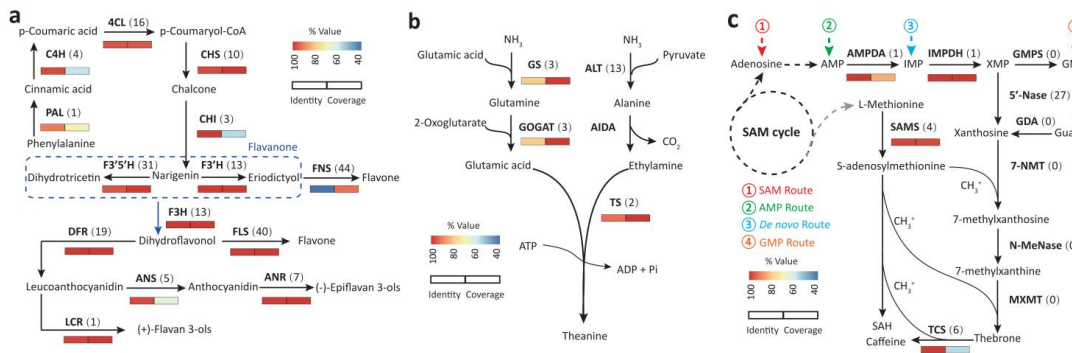 a
4CL (16)
p-Coumaric acid
p-Coumaryol-CoA
C4H (4)
CHS (10)
Cinnamic acid
Chalcone
PAL (1)
CHI (3)
Phenylalanine
Flavanone
F3'5'H (31)
F3'H (13)
FNS (44)
Dihydrotricetin
Narigenin
Eriodictyol
Flavone
F3H (13)
DFR (19)
Dihydroflavonol
FLS (40)
Flavone
Leucoanthocyanidin
ANS (5)
Anthocyanidin
ANR (7)
(-)-Epiflavan 3-ols
LCR (1)
(+)-Flavan 3-ols
% Value
100
80
60
40
Identity Coverage
b
NH3
NH3
Glutamic acid
Pyruvate
GS (3)
ALT (13)
Glutamine
Alanine
2-Oxoglutarate
GOGAT (3)
AIDA
CO2
Glutamic acid
Ethylamine
TS (2)
ATP
ADP + Pi
Theanine
% Value
100
80
60
40
Identity Coverage
c
1
2
3
Adenosine
AMP
AMPDA (1)
IMP
IMPDH (1)
XMP
GMPS (0)
5'-Nase (27)
L-Methionine
GDA (0)
SAM cycle
SAMS (4)
Xanthosine
S-adenosylmethionine
7-NMT (0)
CH3+
1 SAM Route
2 AMP Route
3 De novo Route
4 GMP Route
CH3+
7-methylxanthosine
N-MeNase
7-methylxanthine
CH3+
MXMT (0)
% Value
100
80
60
40
Identity Coverage
SAH
Caffeine
TCS (6)
Thebrone